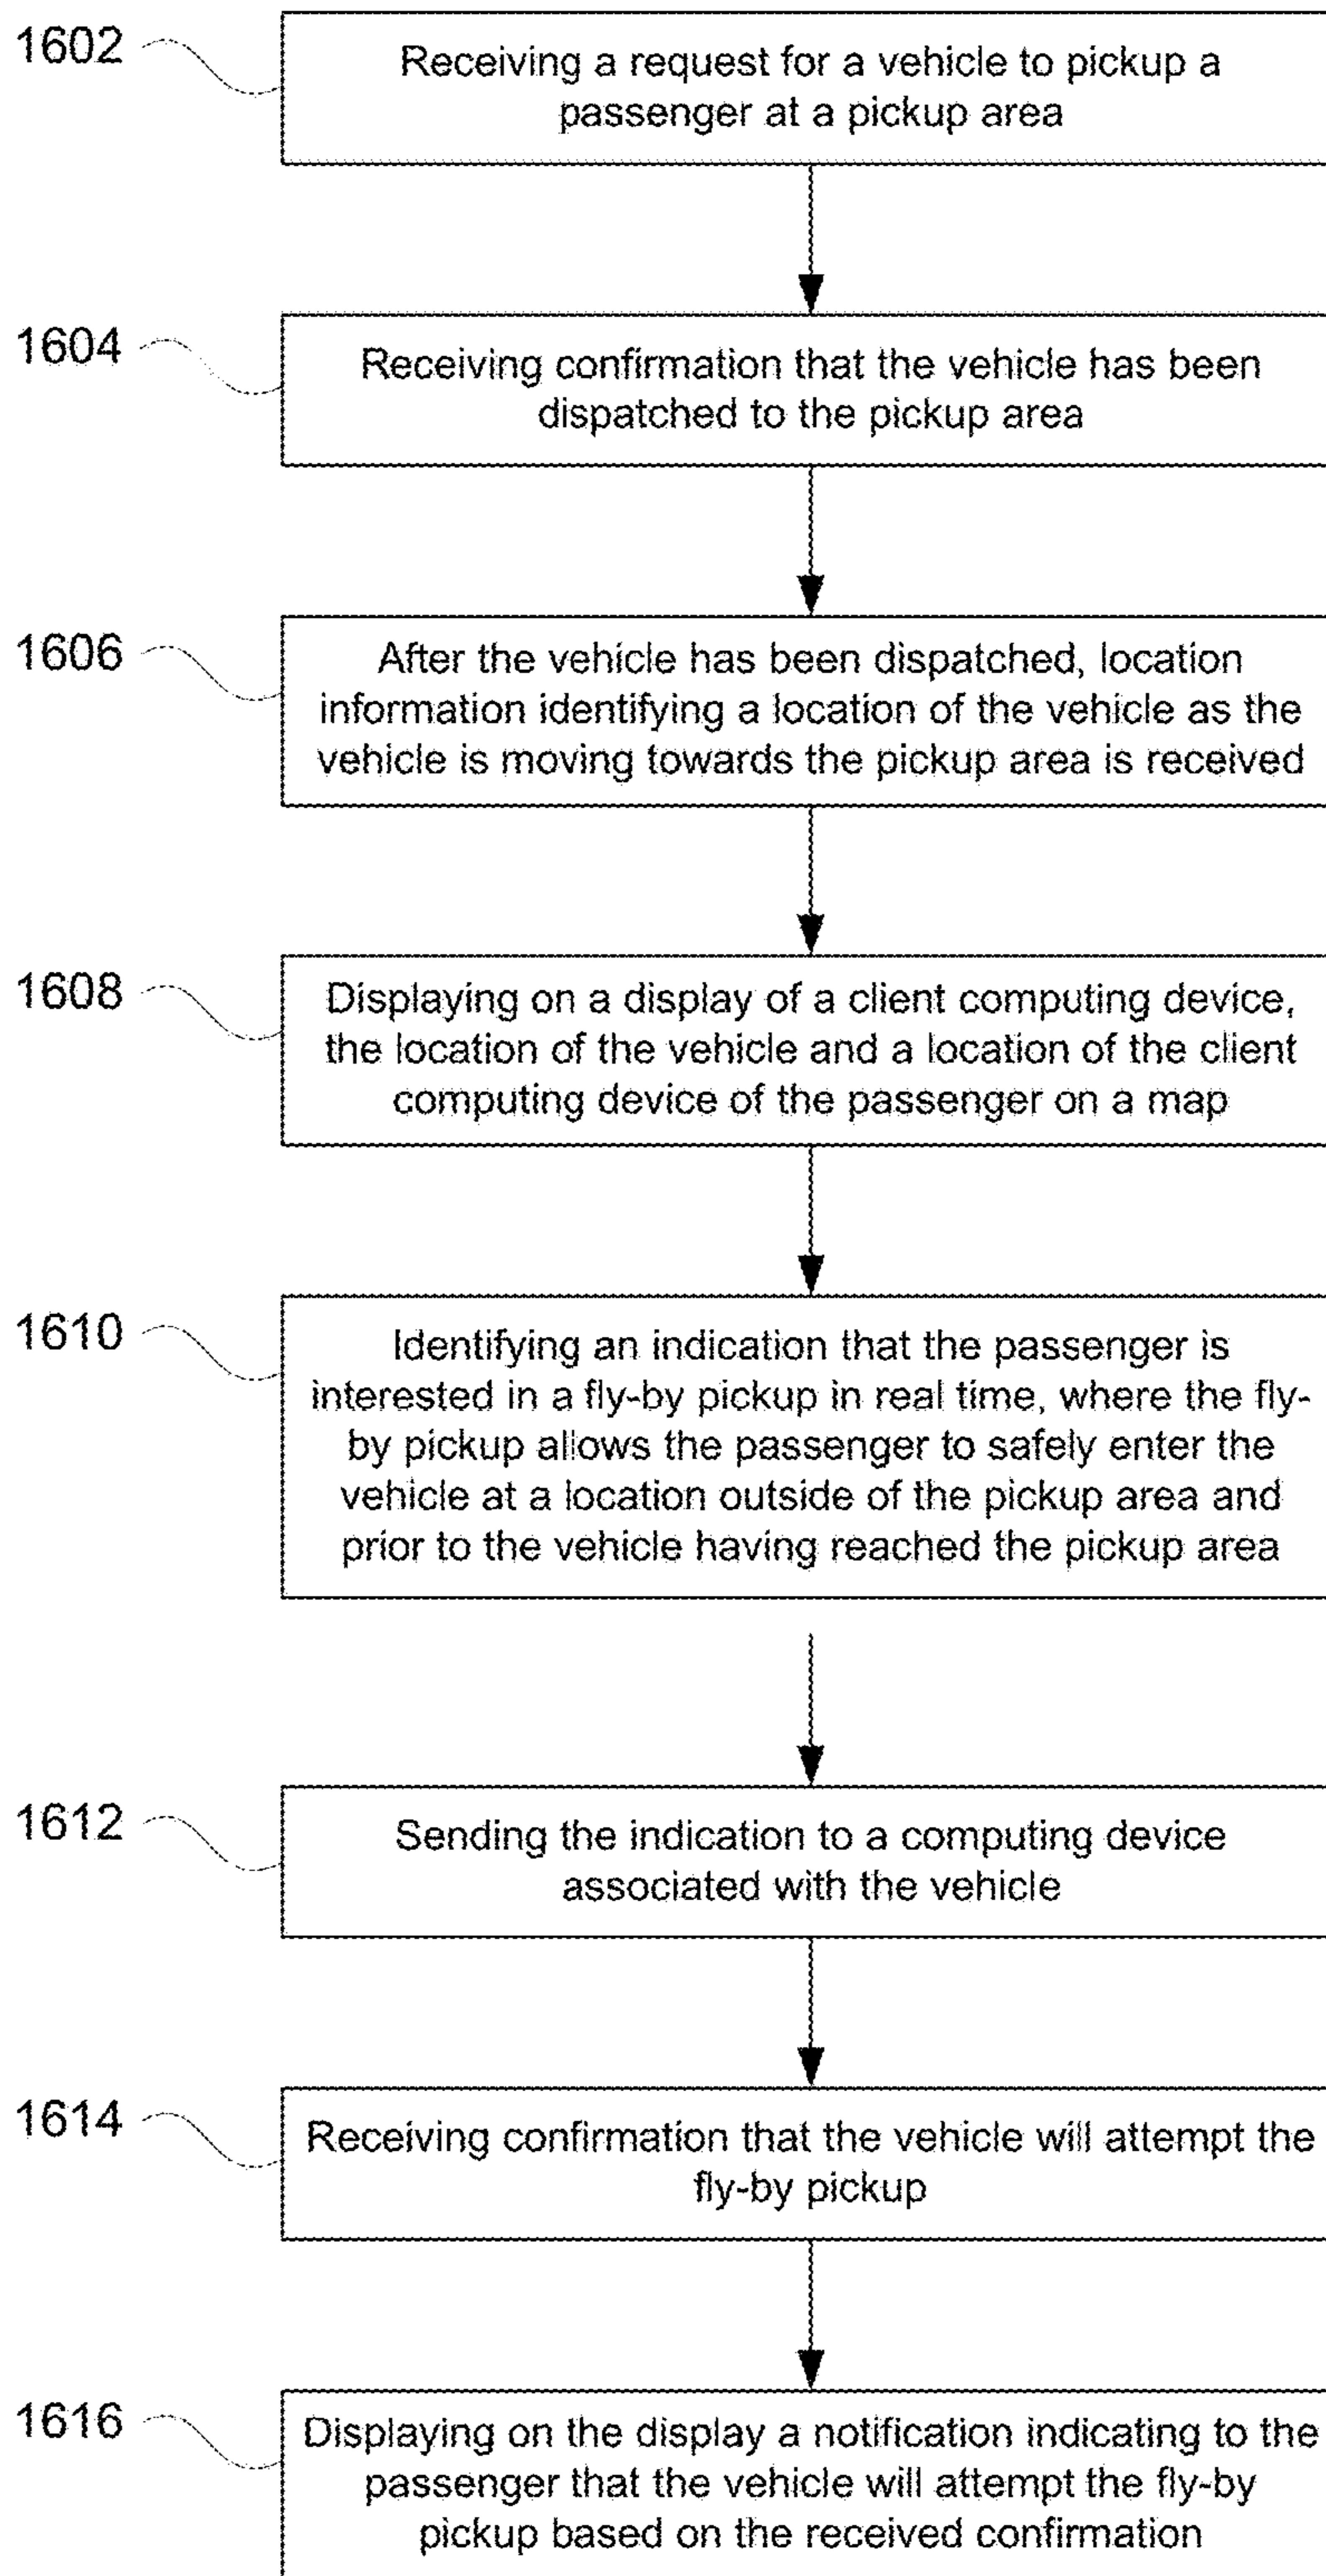 1602
Receiving a request for a vehicle to pickup a
passenger at a pickup area
1604
Receiving confirmation that the vehicle has been
dispatched to the pickup area
1606
After the vehicle has been dispatched, location
information identifying a location of the vehicle as the
vehicle is moving towards the pickup area is received
1608
Displaying on a display of a client computing device,
the location of the vehicle and a location of the client
computing device of the passenger on a map
1610
Identifying an indication that the passenger is
interested in a fly-by pickup in real time, where the fly-
by pickup allows the passenger to safely enter the
vehicle at a location outside of the pickup area and
prior to the vehicle having reached the pickup area
1612
Sending the indication to a computing device
associated with the vehicle
1614
Receiving confirmation that the vehicle will attempt the
fly-by pickup
1616
Displaying on the display a notification indicating to the
passenger that the vehicle will attempt the fly-by
pickup based on the received confirmation